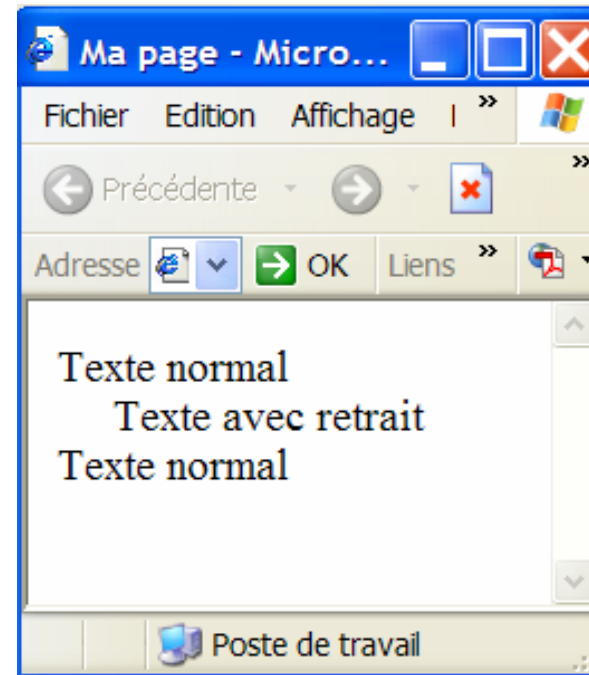 Ma page - Micro...
Fichier Edition Affichage »
Précédente »
Adresse OK Liens »
Texte normal
Texte avec retrait
Texte normal
Poste de travail